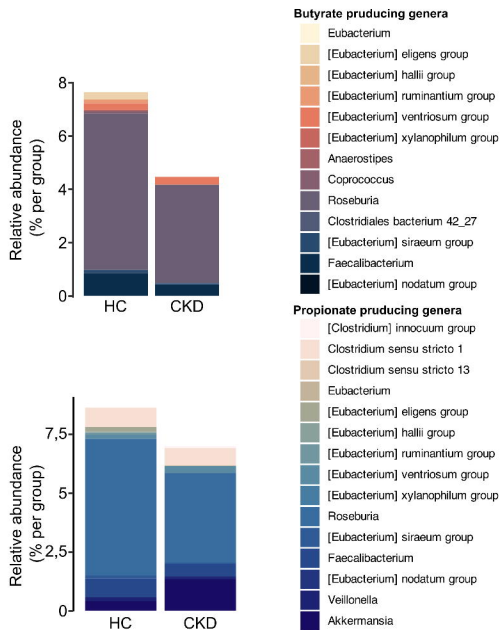 Butyrate pruducing genera
Eubacterium
[Eubacterium] eligens group
[Eubacterium] hallii group
[Eubacterium] ruminantium group
[Eubacterium] ventriosum group
[Eubacterium] xylanophilum group
Anaerostipes
Coprococcus
Roseburia
Clostridiales bacterium 42_27
[Eubacterium] siraeum group
Faecalibacterium
[Eubacterium] nodatum group
Relative abundance
(% per group)
8
6
4
2
0
HC CKD
Propionate pruducing genera
[Clostridium] innocuum group
Clostridium sensu stricto 1
Clostridium sensu stricto 13
Eubacterium
[Eubacterium] eligens group
[Eubacterium] hallii group
[Eubacterium] ruminantium group
[Eubacterium] ventriosum group
[Eubacterium] xylanophilum group
Roseburia
[Eubacterium] siraeum group
Faecalibacterium
[Eubacterium] nodatum group
Veillonella
Akkermansia
Relative abundance
(% per group)
7,5
5
2,5
0
HC CKD